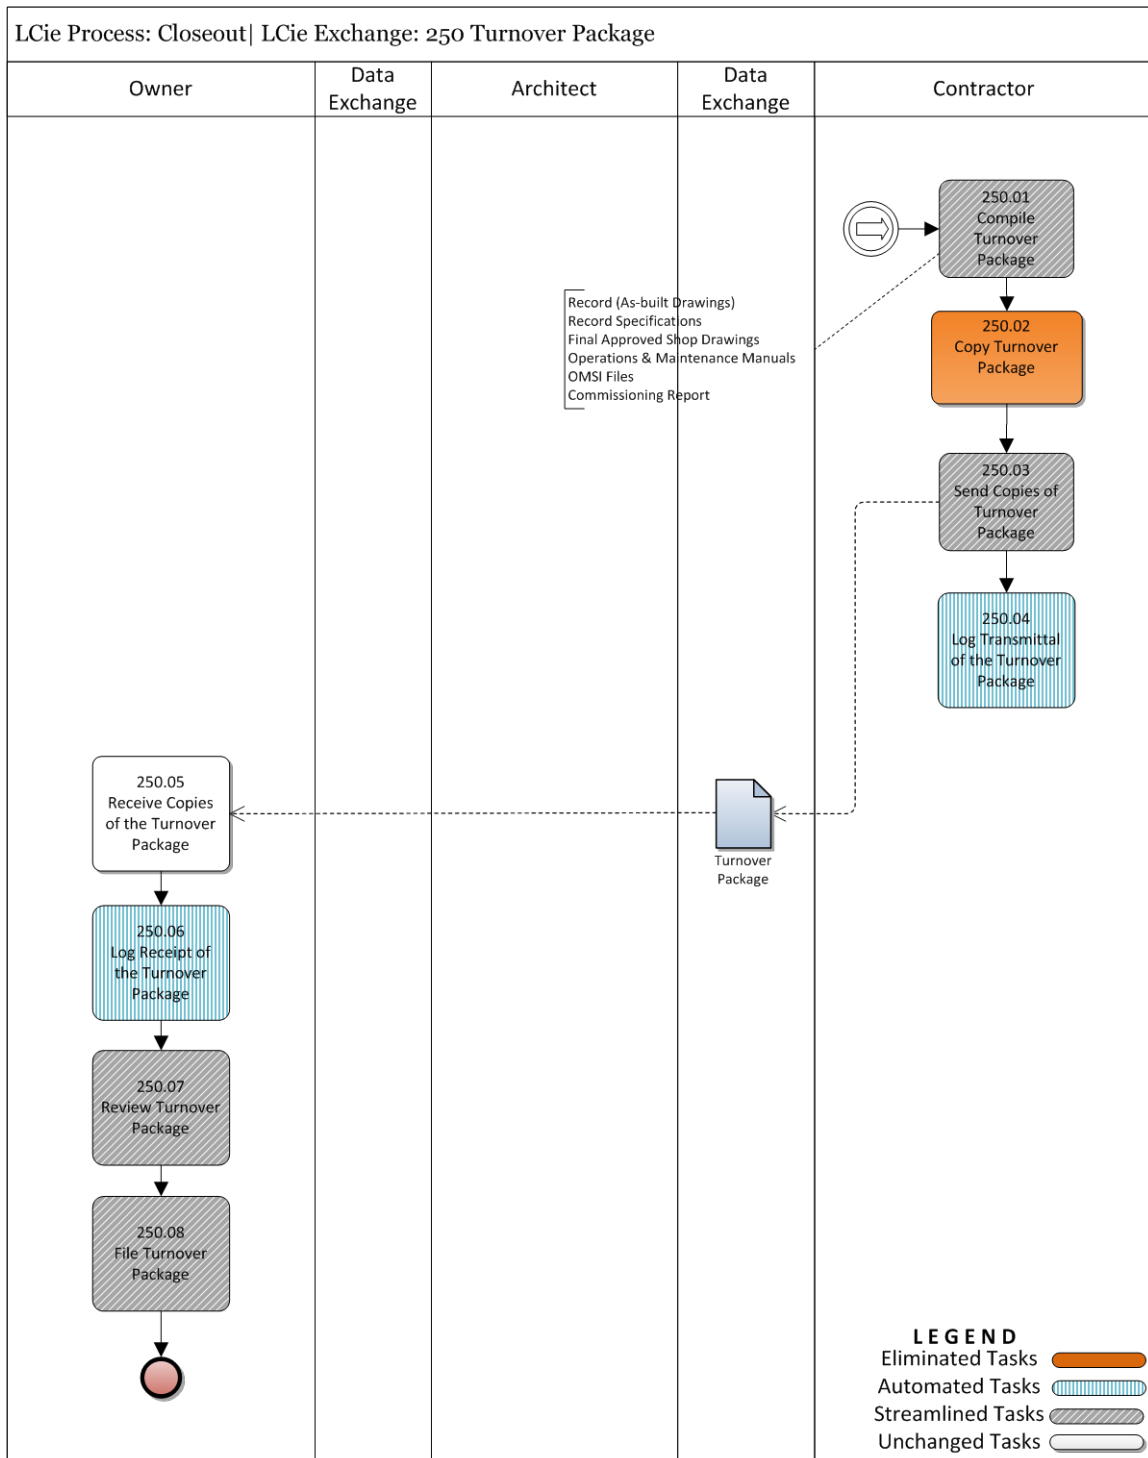 LCie Process: Closeout| LCie Exchange: 250 Turnover Package
Owner
Data
Exchange
Architect
Data
Exchange
Contractor
250.01
Compile
Turnover
Package
Record (As-built Drawings)
Record Specifications
Final Approved Shop Drawings
Operations & Maintenance Manuals
OMSI Files
Commissioning Report
250.02
Copy Turnover
Package
250.03
Send Copies of
Turnover
Package
250.04
Log Transmittal
of the Turnover
Package
Turnover
Package
250.05
Receive Copies
of the Turnover
Package
250.06
Log Receipt of
the Turnover
Package
250.07
Review Turnover
Package
250.08
File Turnover
Package
LEGEND
Eliminated Tasks
Automated Tasks
Streamlined Tasks
Unchanged Tasks